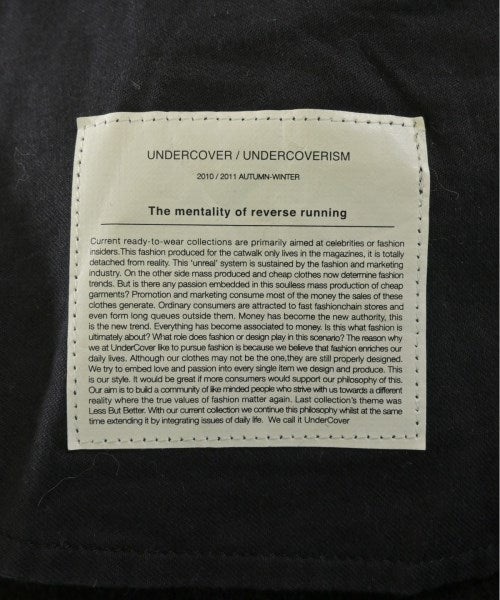 UNDERCOVER / UNDERCOVERISM
2010 / 2011 AUTUMN-WINTER
The mentality of reverse running
Current ready-to-wear collections are primarily aimed at celebrities or fashion
insiders.This fashion produced for the catwalk only lives in the magazines, it is totally
detached from reality. This 'unreal' system is sustained by the fashion and marketing
industry. On the other side mass produced and cheap clothes now determine fashion
trends. But is there any passion embedded in this soulless mass production of cheap
garments? Promotion and marketing consume most of the money the sales of these
clothes generate. Ordinary consumers are attracted to fast fashionchain stores and
even form long queues outside them. Money has become the new authority, this
is the new trend. Everything has become associated to money. Is this what fashion is
ultimately about? What role does fashion or design play in this scenario? The reason why
we at UnderCover like to pursue fashion is because we believe that fashion enriches our
daily lives. Although our clothes may not be the one,they are still properly designed.
We try to embed love and passion into every single item we design and produce. This
is our style. It would be great if more consumers would support our philosophy of this.
Our aim is to build a community of like minded people who strive with us towards a different
reality where the true values of fashion matter again. Last collection's theme was
Less But Better. With our current collection we continue this philosophy whilst at the same
time extending it by integrating issues of daily life.  We call it UnderCover